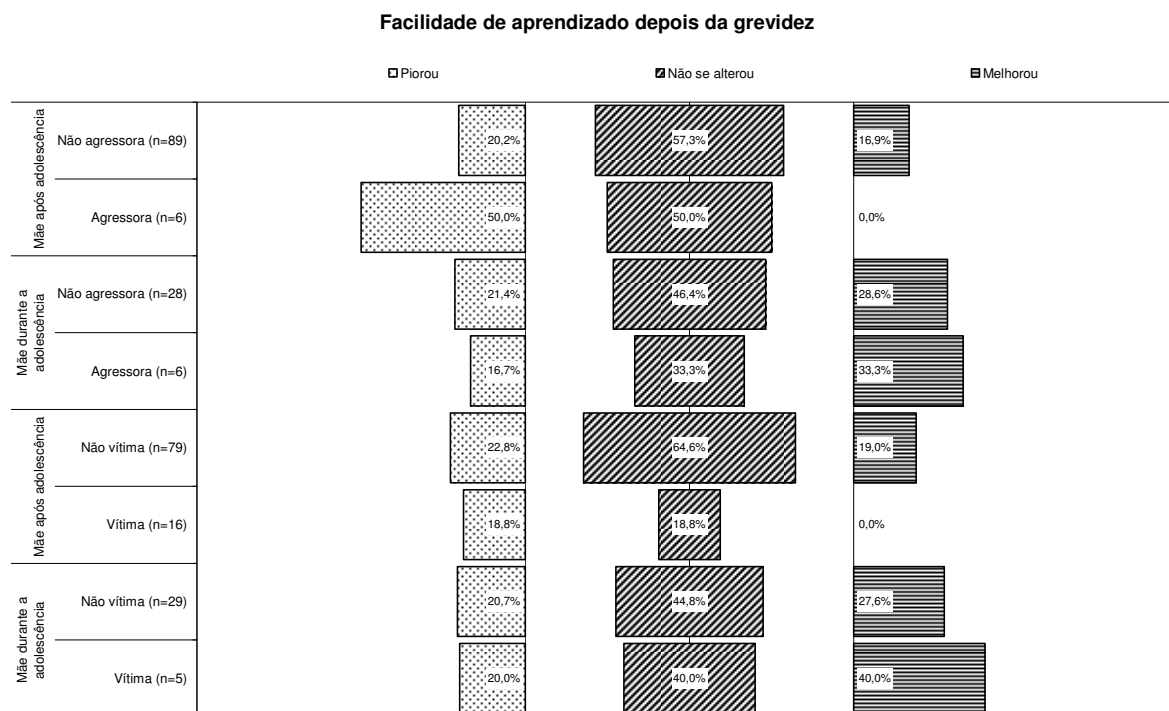 Facilidade de aprendizado depois da grevidez
Piorou Não se alterou Melhorou
Mãe após adolescência
Não agressora (n=89) 20,2% 57,3% 16,9%
Agressora (n=6) 50,0% 50,0% 0,0%
Mãe durante a
adolescência
Não agressora (n=28) 21,4% 46,4% 28,6%
Agressora (n=6) 16,7% 33,3% 33,3%
Mãe após adolescência
Não vítima (n=79) 22,8% 64,6% 19,0%
Vítima (n=16) 18,8% 18,8% 0,0%
Mãe durante a
adolescência
Não vítima (n=29) 20,7% 44,8% 27,6%
Vítima (n=5) 20,0% 40,0% 40,0%